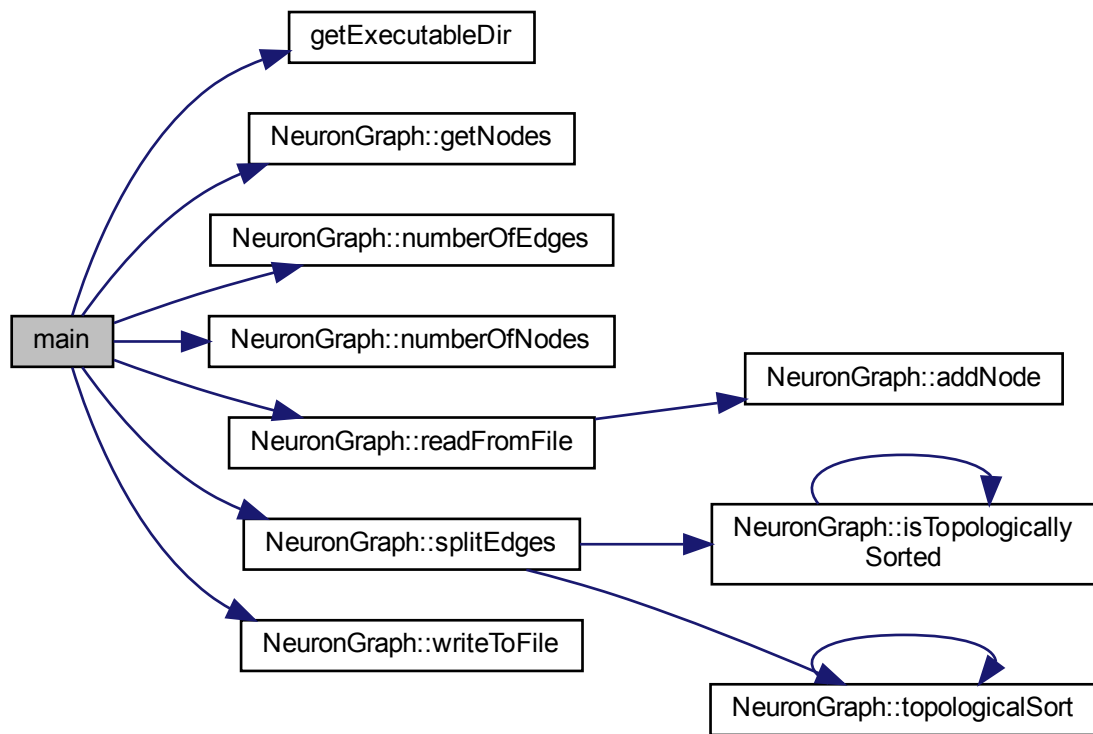 getExecutableDir
NeuronGraph::getNodes
NeuronGraph::numberOfEdges
main
NeuronGraph::numberOfNodes
NeuronGraph::addNode
NeuronGraph::readFromFile
NeuronGraph::splitEdges
NeuronGraph::isTopologically
Sorted
NeuronGraph::writeToFile
NeuronGraph::topologicalSort